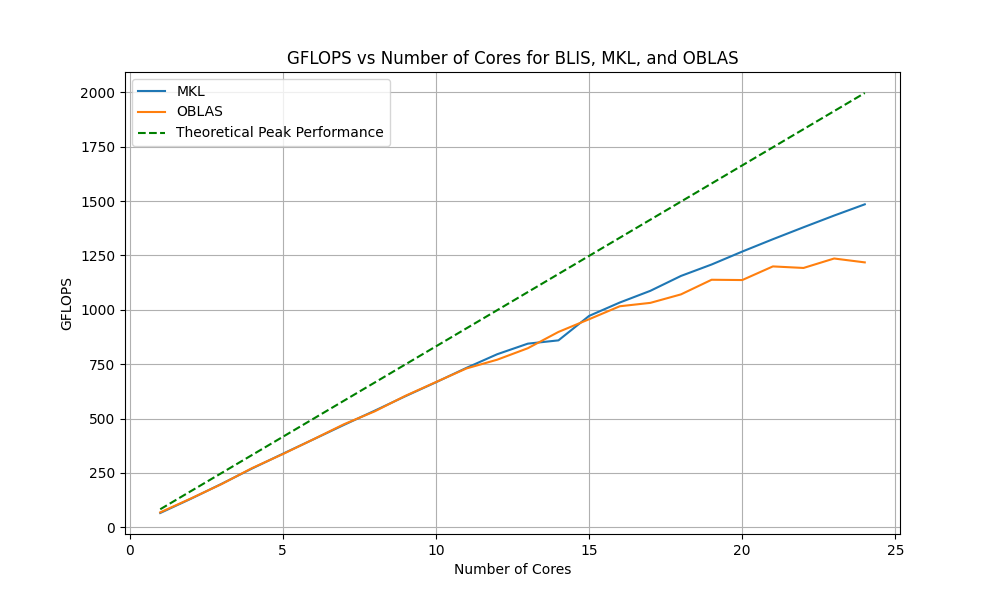 GFLOPS vs Number of Cores for BLIS, MKL, and OBLAS
MKL
OBLAS
Theoretical Peak Performance
2000
1750
1500
1250
1000
750
500
250
0
GFLOPS
0 5 10 15 20 25
Number of Cores